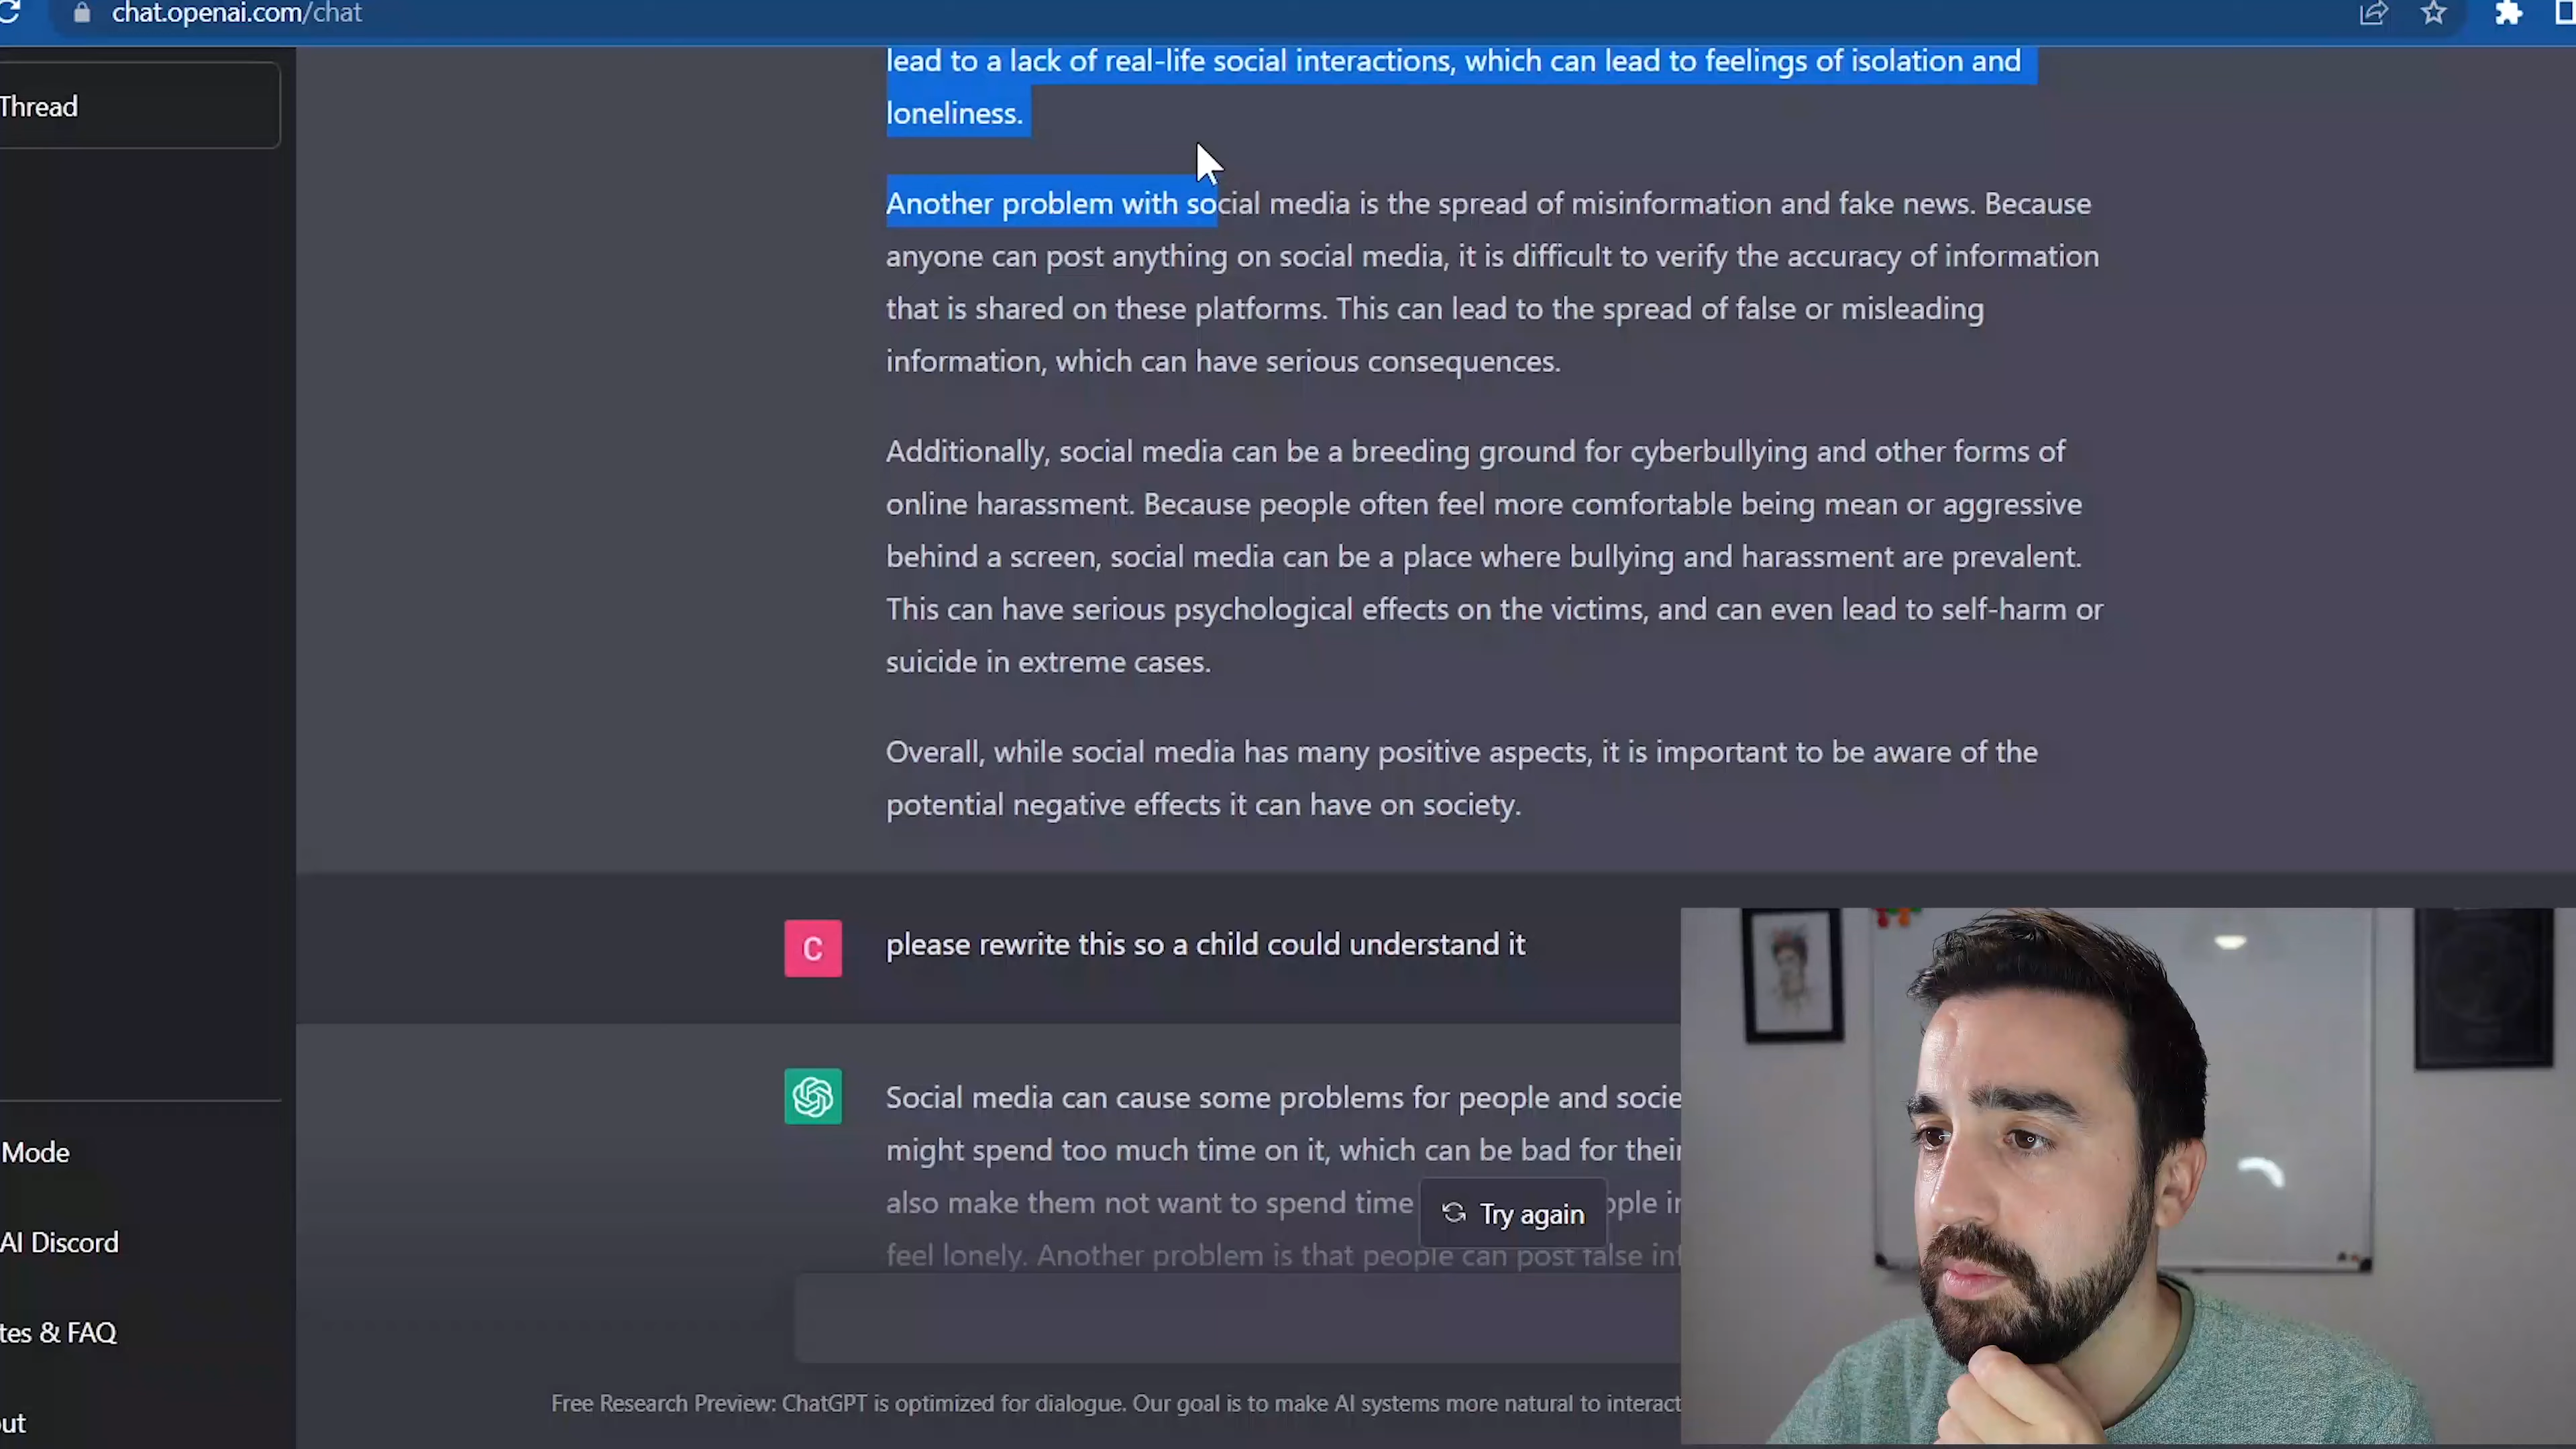 chat.openai.com/chat
Thread
lead to a lack of real-life social interactions, which can lead to feelings of isolation and
loneliness.
Another problem with social media is the spread of misinformation and fake news. Because
anyone can post anything on social media, it is difficult to verify the accuracy of information
that is shared on these platforms. This can lead to the spread of false or misleading
information, which can have serious consequences.
Additionally, social media can be a breeding ground for cyberbullying and other forms of
online harassment. Because people often feel more comfortable being mean or aggressive
behind a screen, social media can be a place where bullying and harassment are prevalent.
This can have serious psychological effects on the victims, and can even lead to self-harm or
suicide in extreme cases.
Overall, while social media has many positive aspects, it is important to be aware of the
potential negative effects it can have on society.
C
please rewrite this so a child could understand it
Social media can cause some problems for people and socie
might spend too much time on it, which can be bad for their
also make them not want to spend time
ople in
feel lonely. Another problem is that people can post false inf
Try again
Mode
AI Discord
tes & FAQ
out
Free Research Preview: ChatGPT is optimized for dialogue. Our goal is to make AI systems more natural to interact